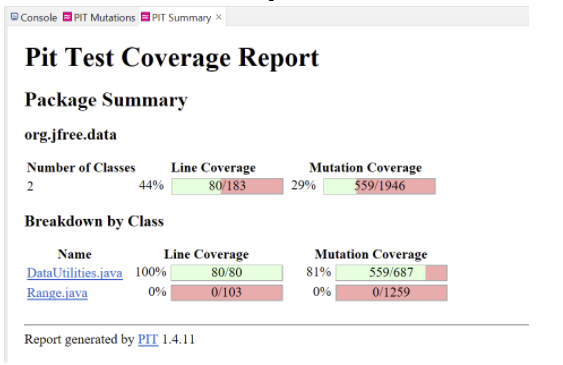 Console PIT Mutations PIT Summary ×
Pit Test Coverage Report
Package Summary
org.jfree.data
Number of Classes Line Coverage Mutation Coverage
2 44% 80/183 29% 559/1946
Breakdown by Class
Name Line Coverage Mutation Coverage
DataUtilities.java 100% 80/80 81% 559/687
Range.java 0% 0/103 0% 0/1259
Report generated by PIT 1.4.11